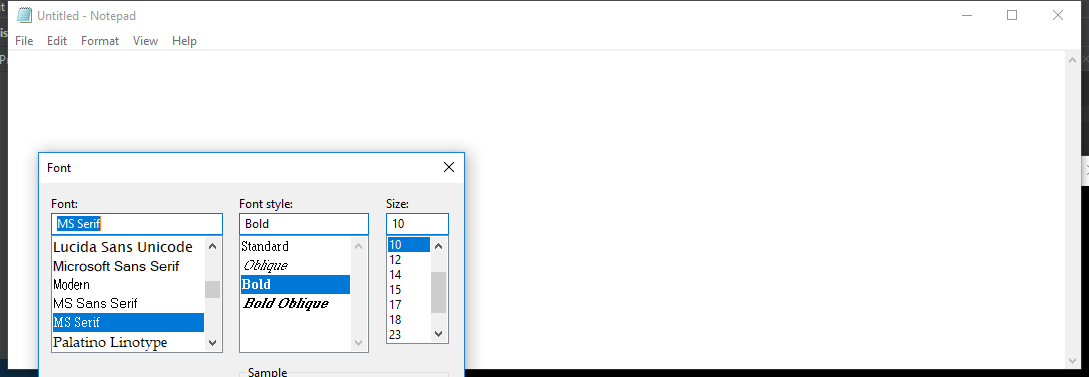 Untitled - Notepad
File Edit Format View Help
Font
Font: Font style: Size:
MS Serif Bold 10
Lucida Sans Unicode Standard 10
Microsoft Sans Serif Oblique 12
Modern Bold 14
MS Sans Serif Bold Oblique 15
MS Serif 17
Palatino Linotype 18
23
Sample